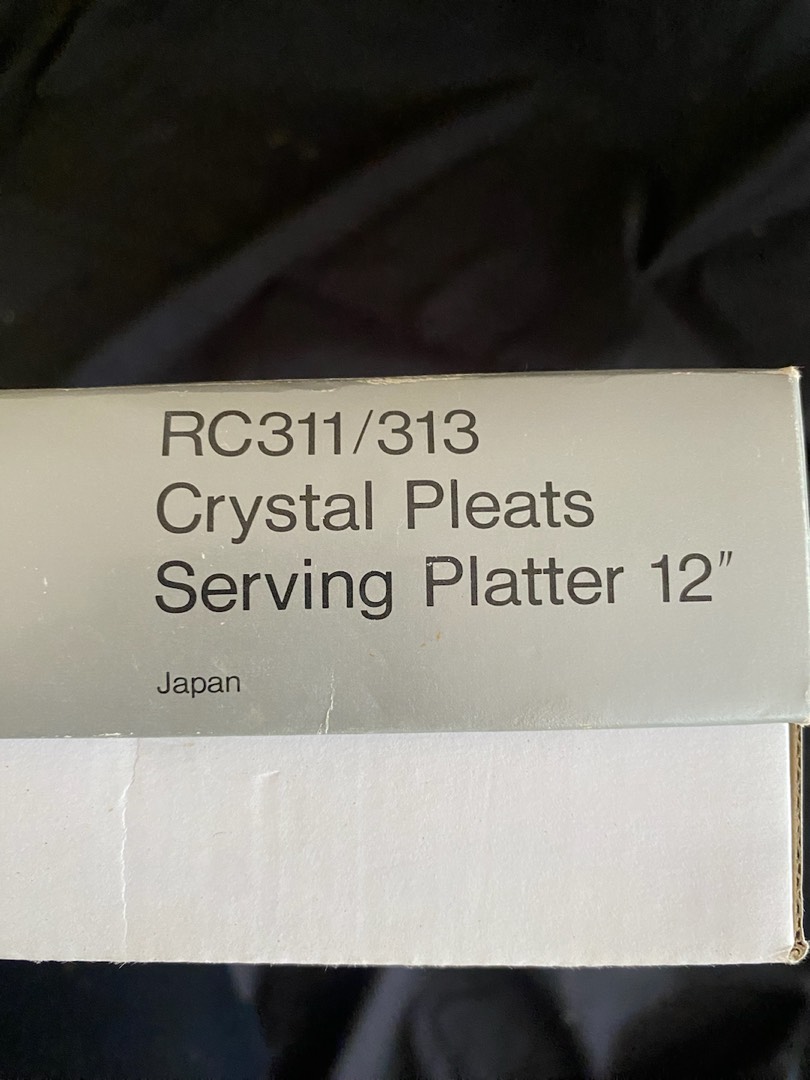 RC311/313
Crystal Pleats
Serving Platter 12"
Japan